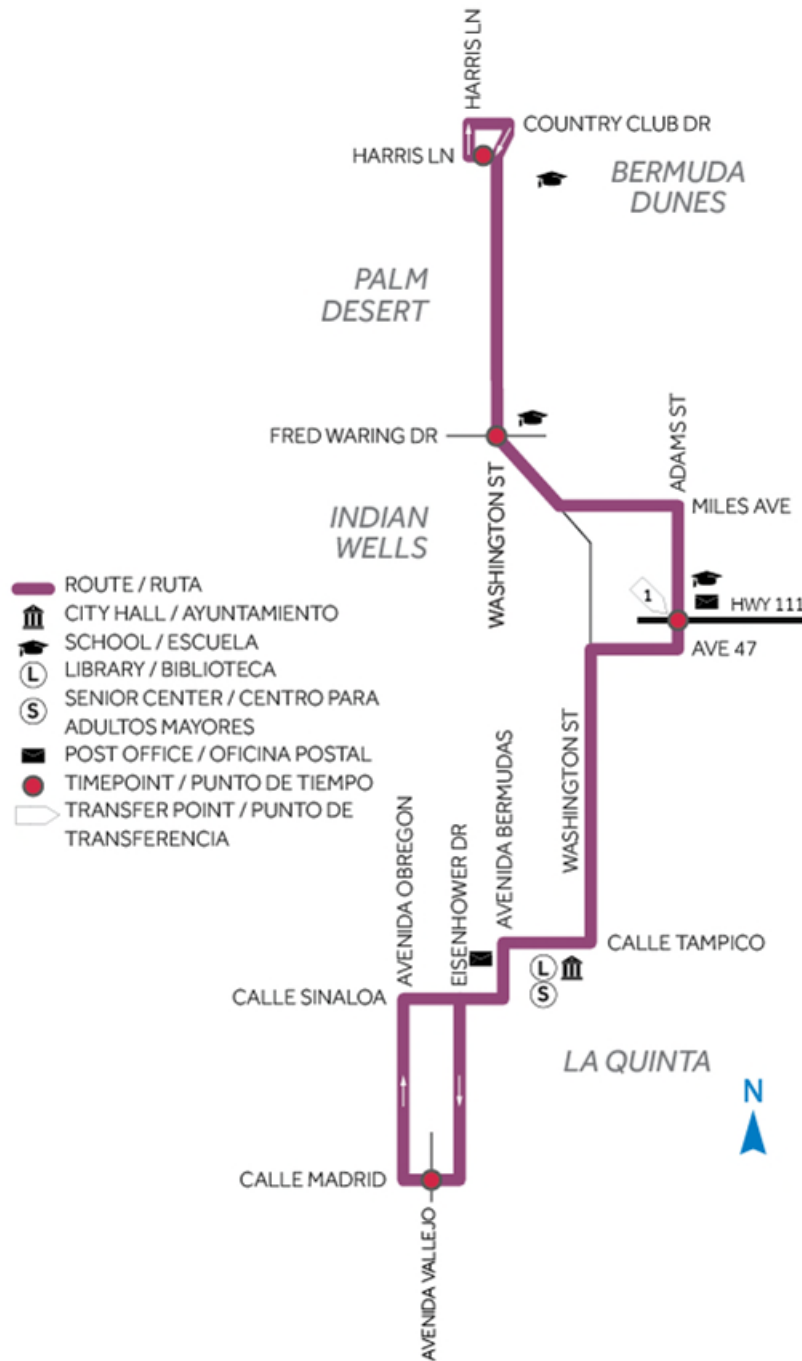 HARRIS LN
COUNTRY CLUB DR
HARRIS LN
BERMUDA
DUNES
PALM
DESERT
FRED WARING DR
ADAMS ST
MILES AVE
WASHINGTON ST
INDIAN
WELLS
1
HWY 111
AVE 47
ROUTE / RUTA
CITY HALL / AYUNTAMIENTO
SCHOOL / ESCUELA
L
LIBRARY / BIBLIOTECA
S
SENIOR CENTER / CENTRO PARA
ADULTOS MAYORES
POST OFFICE / OFICINA POSTAL
TIMEPOINT / PUNTO DE TIEMPO
TRANSFER POINT / PUNTO DE
TRANSFERENCIA
WASHINGTON ST
AVENIDA BERMUDAS
AVENIDA OBREGON
EISENHOWER DR
CALLE TAMPICO
L
S
CALLE SINALOA
LA QUINTA
N
CALLE MADRID
AVENIDA VALLEJO